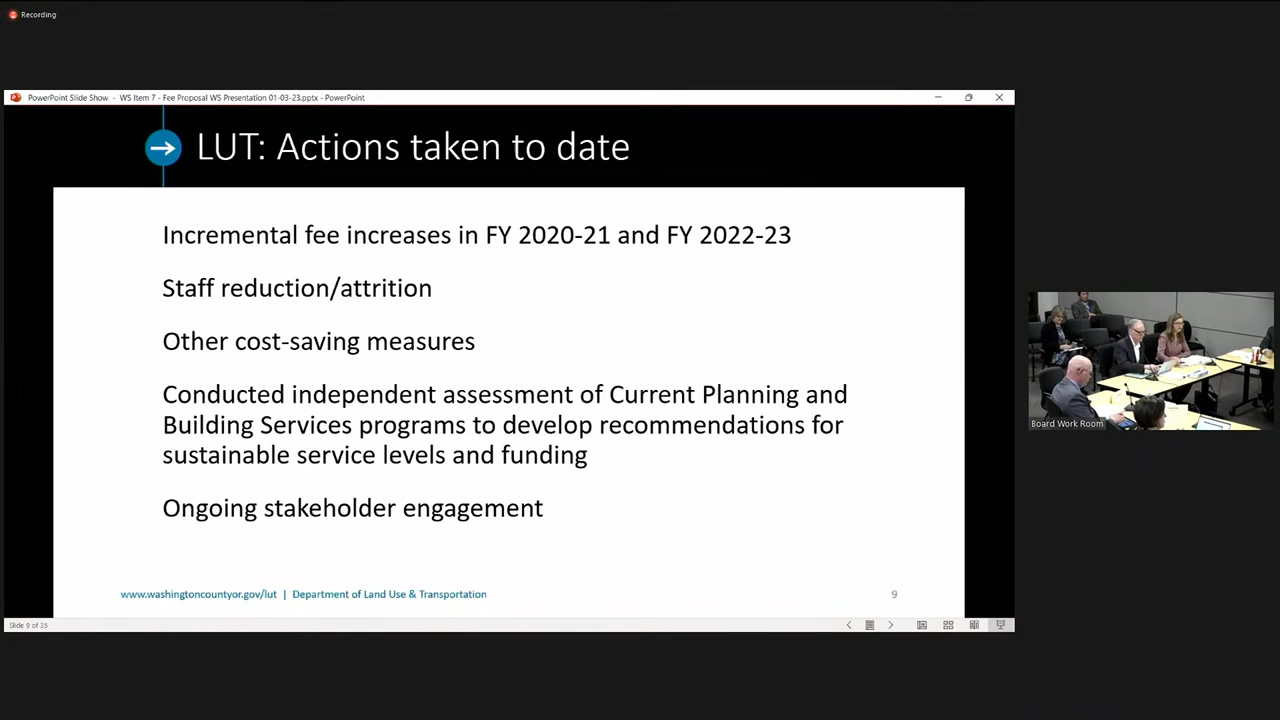 Recording
PowerPoint Slide Show - WS Item 7 - Fee Proposal WS Presentation 01-03-23.pptx - PowerPoint
LUT: Actions taken to date
Incremental fee increases in FY 2020-21 and FY 2022-23
Staff reduction/attrition
Other cost-saving measures
Conducted independent assessment of Current Planning and
Building Services programs to develop recommendations for
sustainable service levels and funding
Ongoing stakeholder engagement
www.washingtoncountyor.gov/lut | Department of Land Use & Transportation
9
Slide 9 of 35
Board Work Room